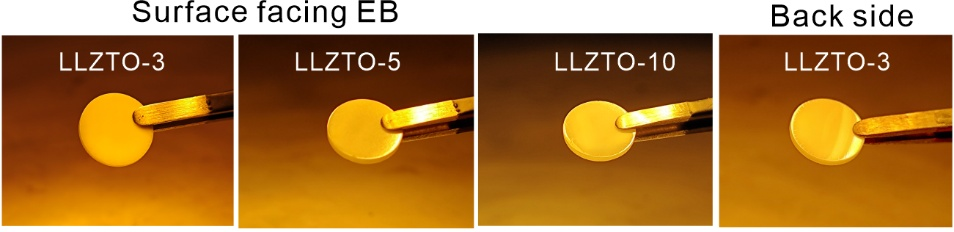 Surface facing EB
Back side
LLZTO-3
LLZTO-5
LLZTO-10
LLZTO-3